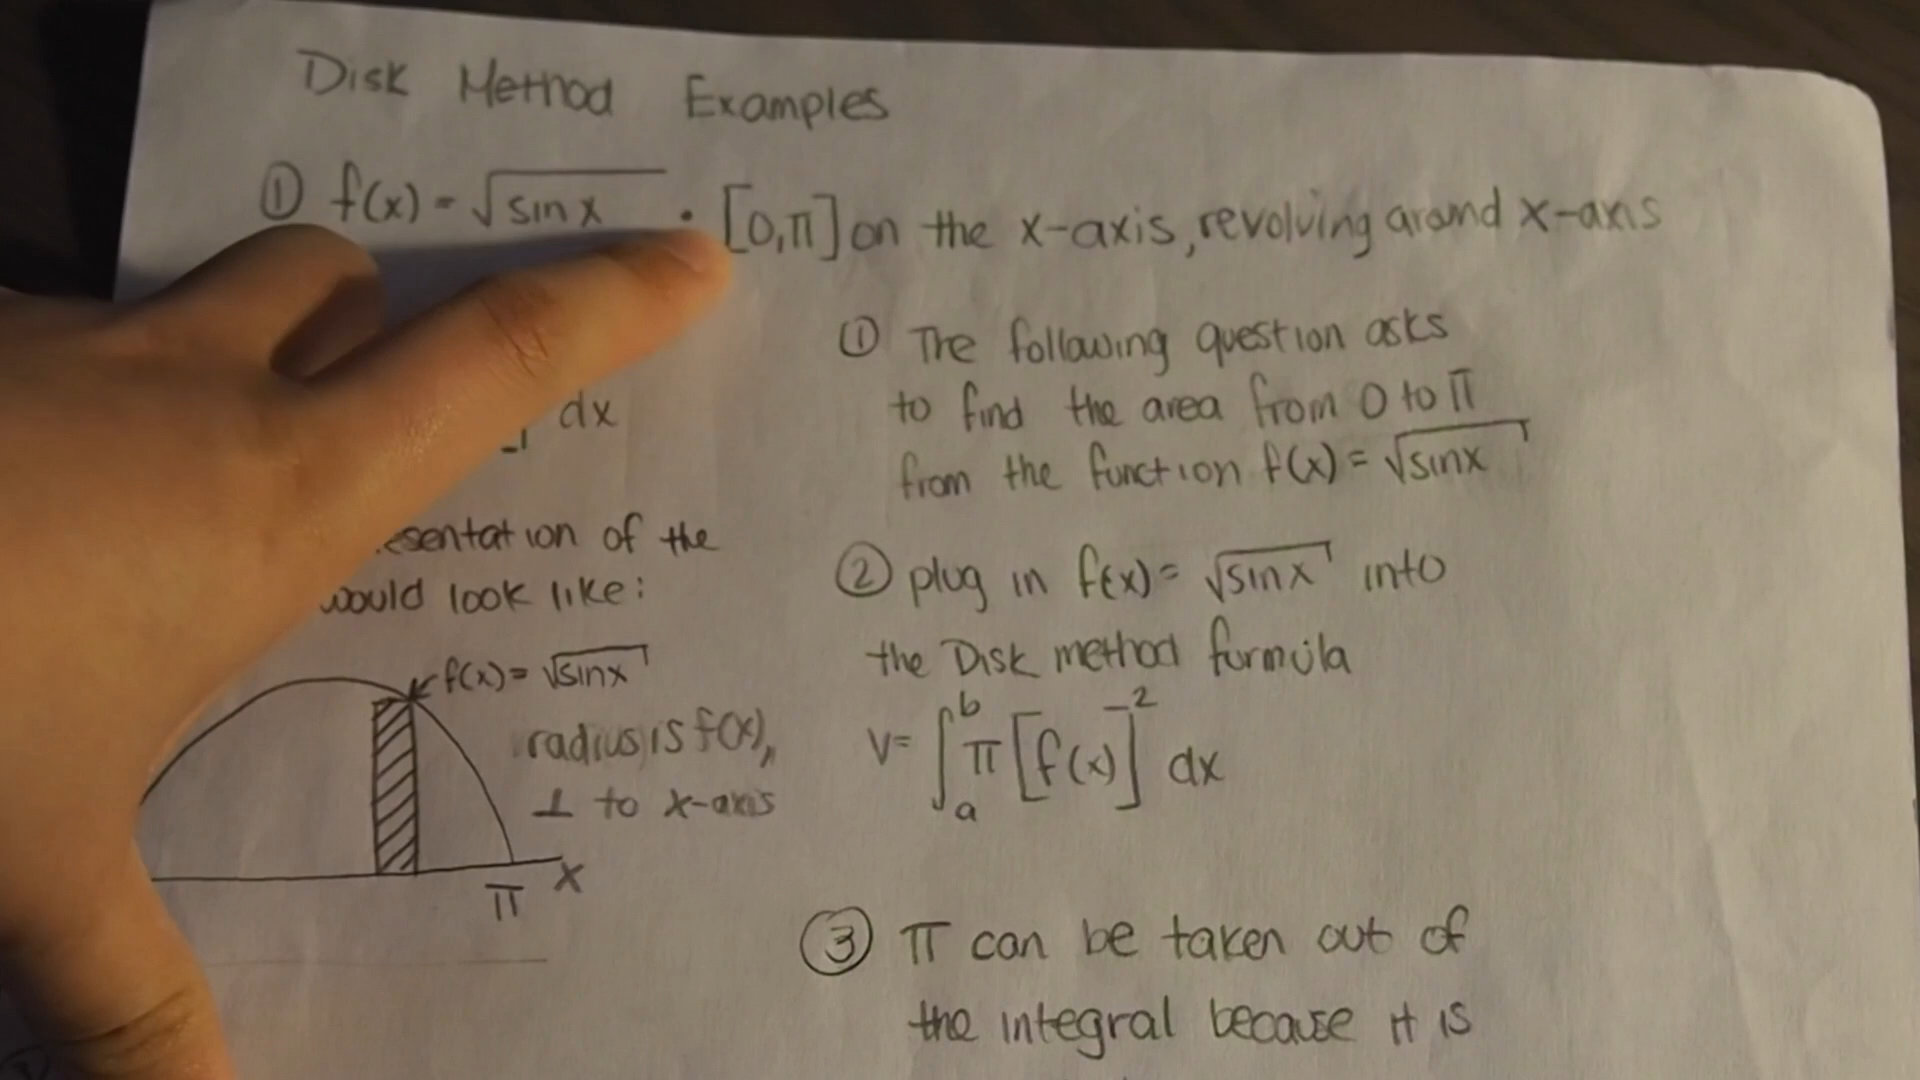 Disk Method Examples
① f(x) = √sin x · [0,π] on the x-axis, revolving around x-axis
dx
of the
would look like:
f(x) = √sinx
radius is f(x),
⊥ to x-axis
π x
① The following question asks
to find the area from 0 to π
from the function f(x) = √sinx
② plug in f(x) = √sinx into
the Disk method formula
V = ∫ₐᵇ π [f(x)]² dx
③ π can be taken out of
the integral because it is